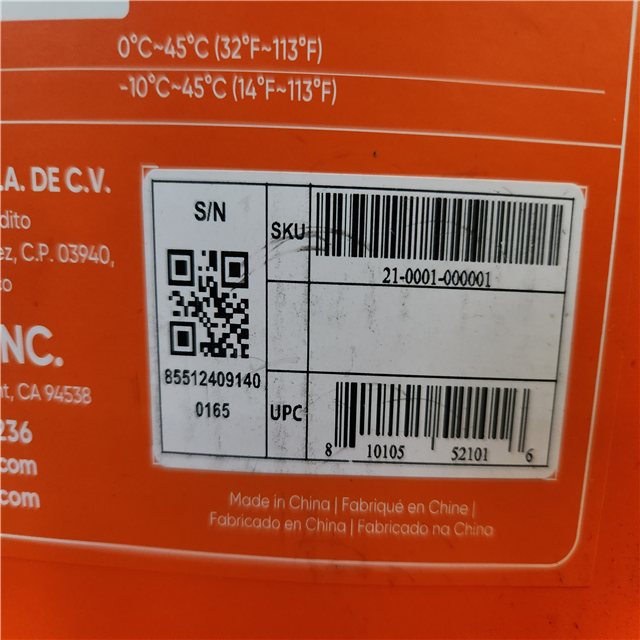 0°C~45°C (32°F~113°F)
-10°C~45°C (14°F~113°F)
.A. DE C.V.
C.P. 03940,
NC.
CA 94538
236
.com
.com
S/N
85512409140
0165
SKU
21-0001-000001
UPC
8 10105 52101 6
Made in China | Fabriqué en Chine |
Fabricado en China | Fabricado na China